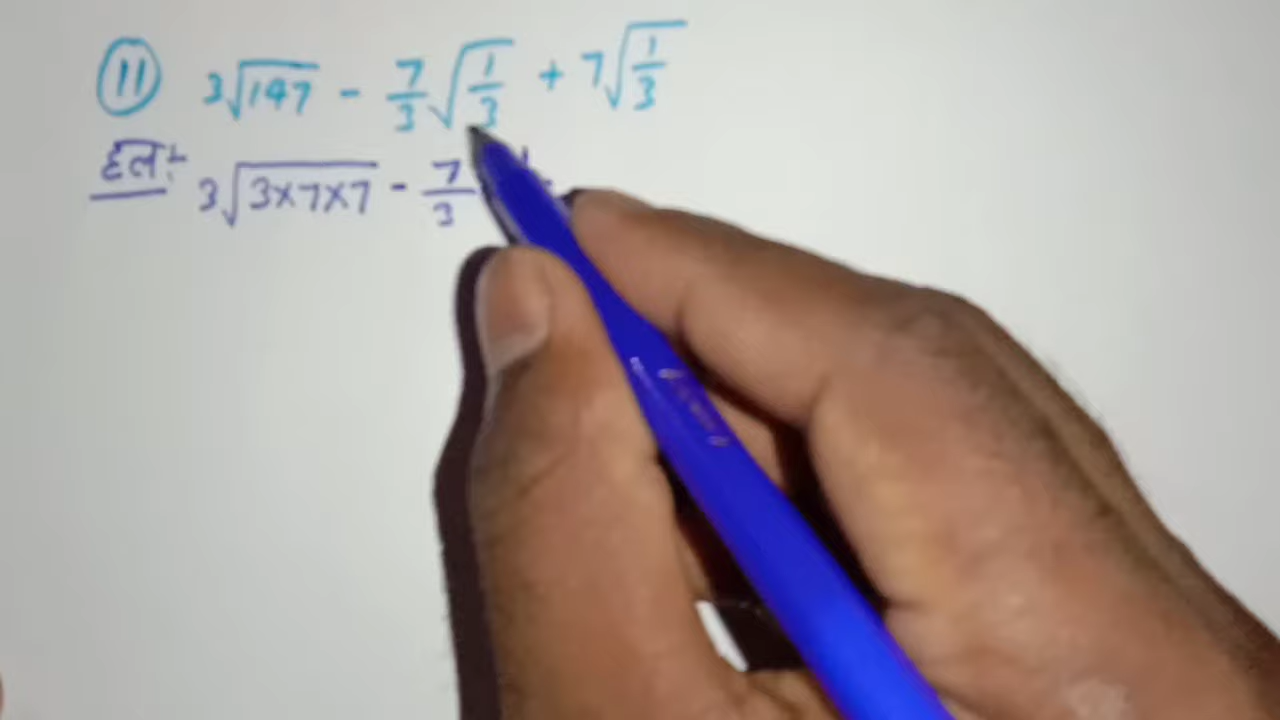 11 3√147 - 7/3 √1/3 + 7√1/3
हल:- 3√3×7×7 - 7/3